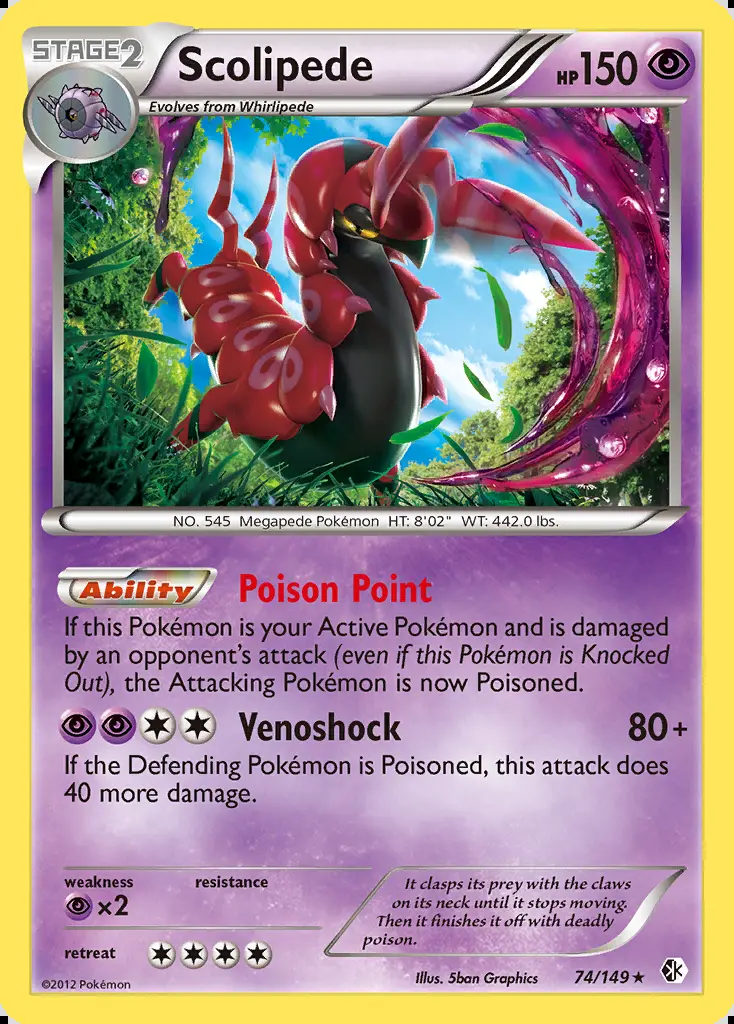 STAGE2
Scolipede
HP150
Evolves from Whirlipede
NO. 545 Megapede Pokémon HT: 8'02" WT: 442.0 lbs.
Ability Poison Point
If this Pokémon is your Active Pokémon and is damaged
by an opponent's attack (even if this Pokémon is Knocked
Out), the Attacking Pokémon is now Poisoned.
Venoshock 80+
If the Defending Pokémon is Poisoned, this attack does
40 more damage.
weakness resistance
×2
retreat
It clasps its prey with the claws
on its neck until it stops moving.
Then it finishes it off with deadly
poison.
©2012 Pokémon
Illus. 5ban Graphics 74/149★